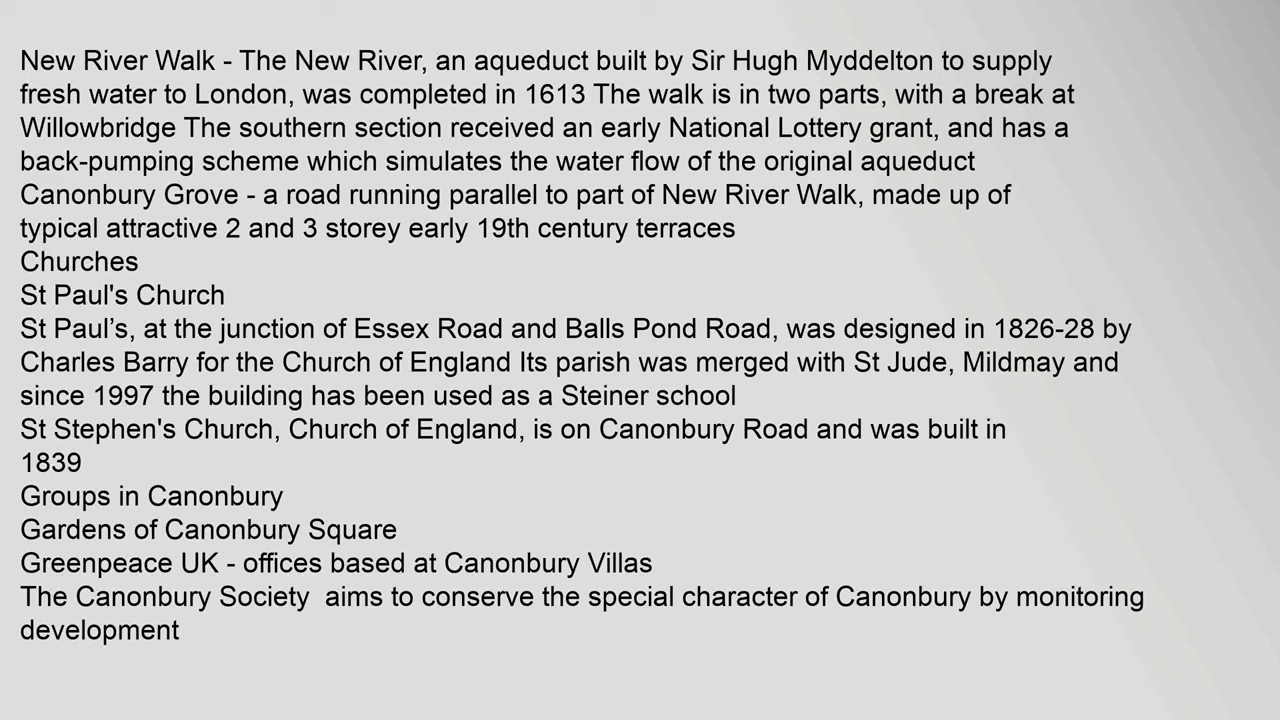 New River Walk - The New River, an aqueduct built by Sir Hugh Myddelton to supply
fresh water to London, was completed in 1613 The walk is in two parts, with a break at
Willowbridge The southern section received an early National Lottery grant, and has a
back-pumping scheme which simulates the water flow of the original aqueduct
Canonbury Grove - a road running parallel to part of New River Walk, made up of
typical attractive 2 and 3 storey early 19th century terraces
Churches
St Paul's Church
St Paul’s, at the junction of Essex Road and Balls Pond Road, was designed in 1826-28 by
Charles Barry for the Church of England Its parish was merged with St Jude, Mildmay and
since 1997 the building has been used as a Steiner school
St Stephen's Church, Church of England, is on Canonbury Road and was built in
1839
Groups in Canonbury
Gardens of Canonbury Square
Greenpeace UK - offices based at Canonbury Villas
The Canonbury Society  aims to conserve the special character of Canonbury by monitoring
development